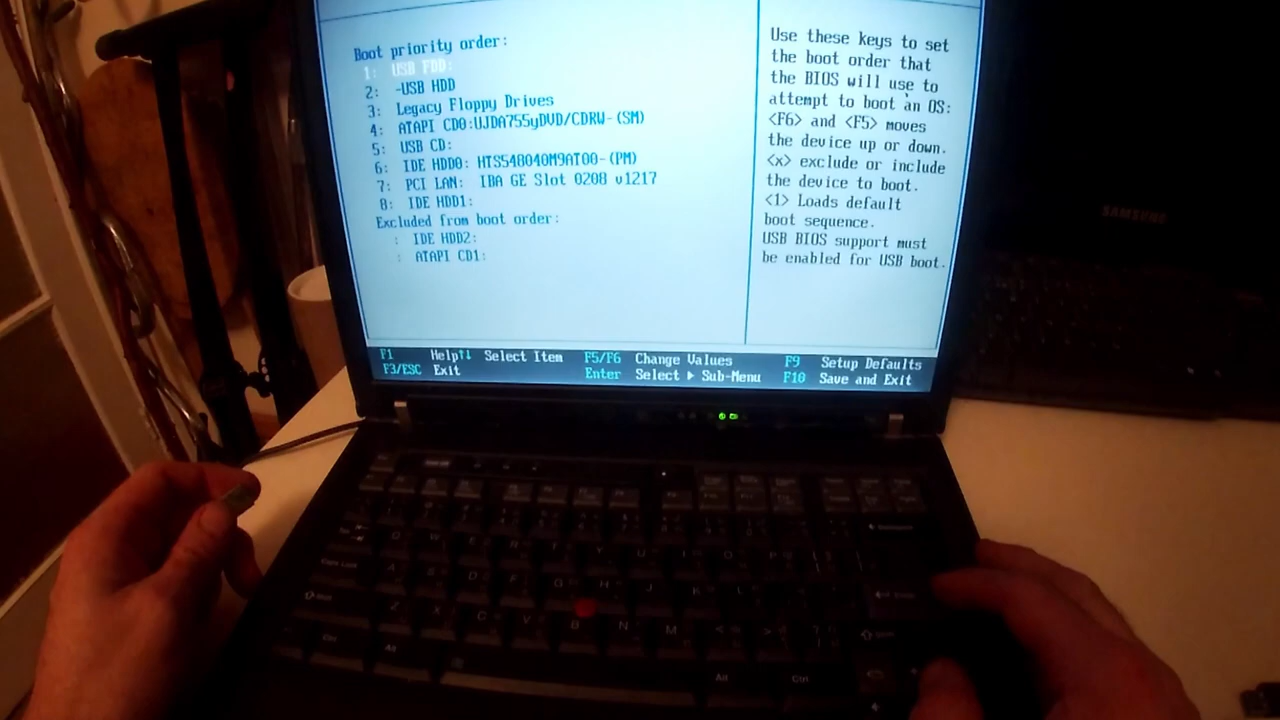 Boot priority order:
1: USB FDD:
2: -USB HDD
3: Legacy Floppy Drives
4: ATAPI CD0:UJDA755yDVD/CDRW-(SM)
5: USB CD:
6: IDE HDD0: HTS548040M9AT00-(PM)
7: PCI LAN: IBA GE Slot 0208 v1217
8: IDE HDD1:
Excluded from boot order:
: IDE HDD2:
: ATAPI CD1:
Use these keys to set
the boot order that
the BIOS will use to
attempt to boot an OS:
<F6> and <F5> moves
the device up or down.
<x> exclude or include
the device to boot.
<1> Loads default
boot sequence.
USB BIOS support must
be enabled for USB boot.
F1 Help ↑↓ Select Item F5/F6 Change Values F9 Setup Defaults
F3/ESC Exit Enter Select ▶ Sub-Menu F10 Save and Exit
SAMSUNG
G H J K L
Z X C V B N M
Alt Alt Ctrl